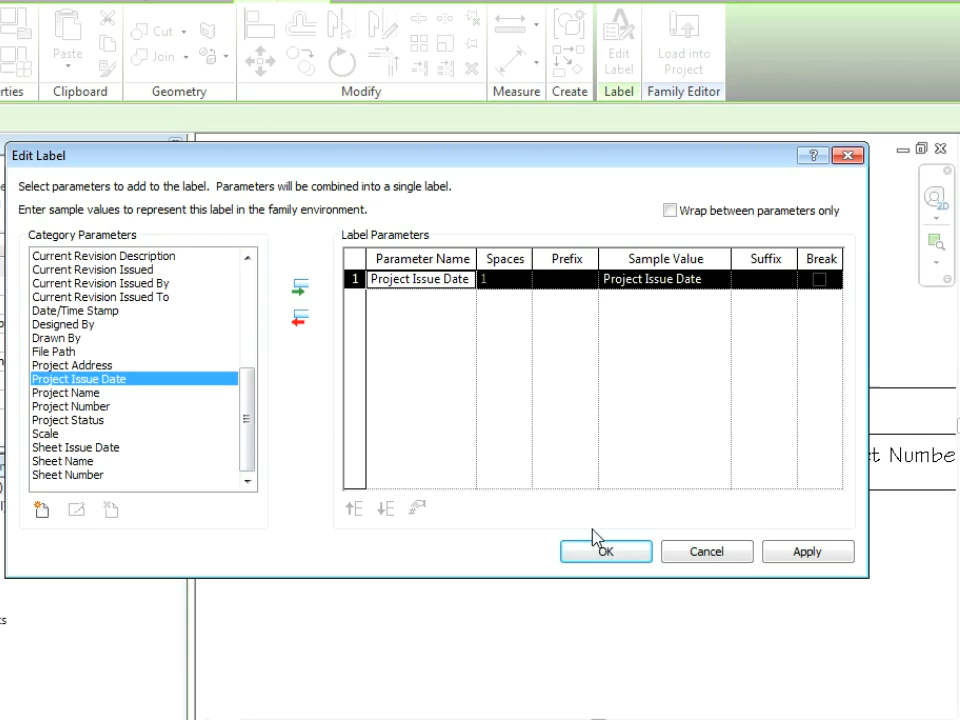 Paste
Cut
Join
Edit
Label
Load into
Project
Clipboard
Geometry
Modify
Measure
Create
Label
Family Editor
Edit Label
Select parameters to add to the label. Parameters will be combined into a single label.
Enter sample values to represent this label in the family environment.
Wrap between parameters only
Category Parameters
Label Parameters
Current Revision Description
Current Revision Issued
Current Revision Issued By
Current Revision Issued To
Date/Time Stamp
Designed By
Drawn By
File Path
Project Address
Project Issue Date
Project Name
Project Number
Project Status
Scale
Sheet Issue Date
Sheet Name
Sheet Number
Parameter Name Spaces Prefix Sample Value Suffix Break
1 Project Issue Date 1 Project Issue Date
OK Cancel Apply
2D
et Numbe